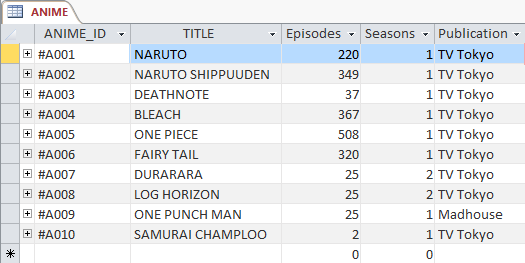 ANIME
ANIME_ID TITLE Episodes Seasons Publication
#A001 NARUTO 220 1 TV Tokyo
#A002 NARUTO SHIPPUUDEN 349 1 TV Tokyo
#A003 DEATHNOTE 37 1 TV Tokyo
#A004 BLEACH 367 1 TV Tokyo
#A005 ONE PIECE 508 1 TV Tokyo
#A006 FAIRY TAIL 320 1 TV Tokyo
#A007 DURARARA 25 2 TV Tokyo
#A008 LOG HORIZON 25 2 TV Tokyo
#A009 ONE PUNCH MAN 25 1 Madhouse
#A010 SAMURAI CHAMPLOO 2 1 TV Tokyo
0 0